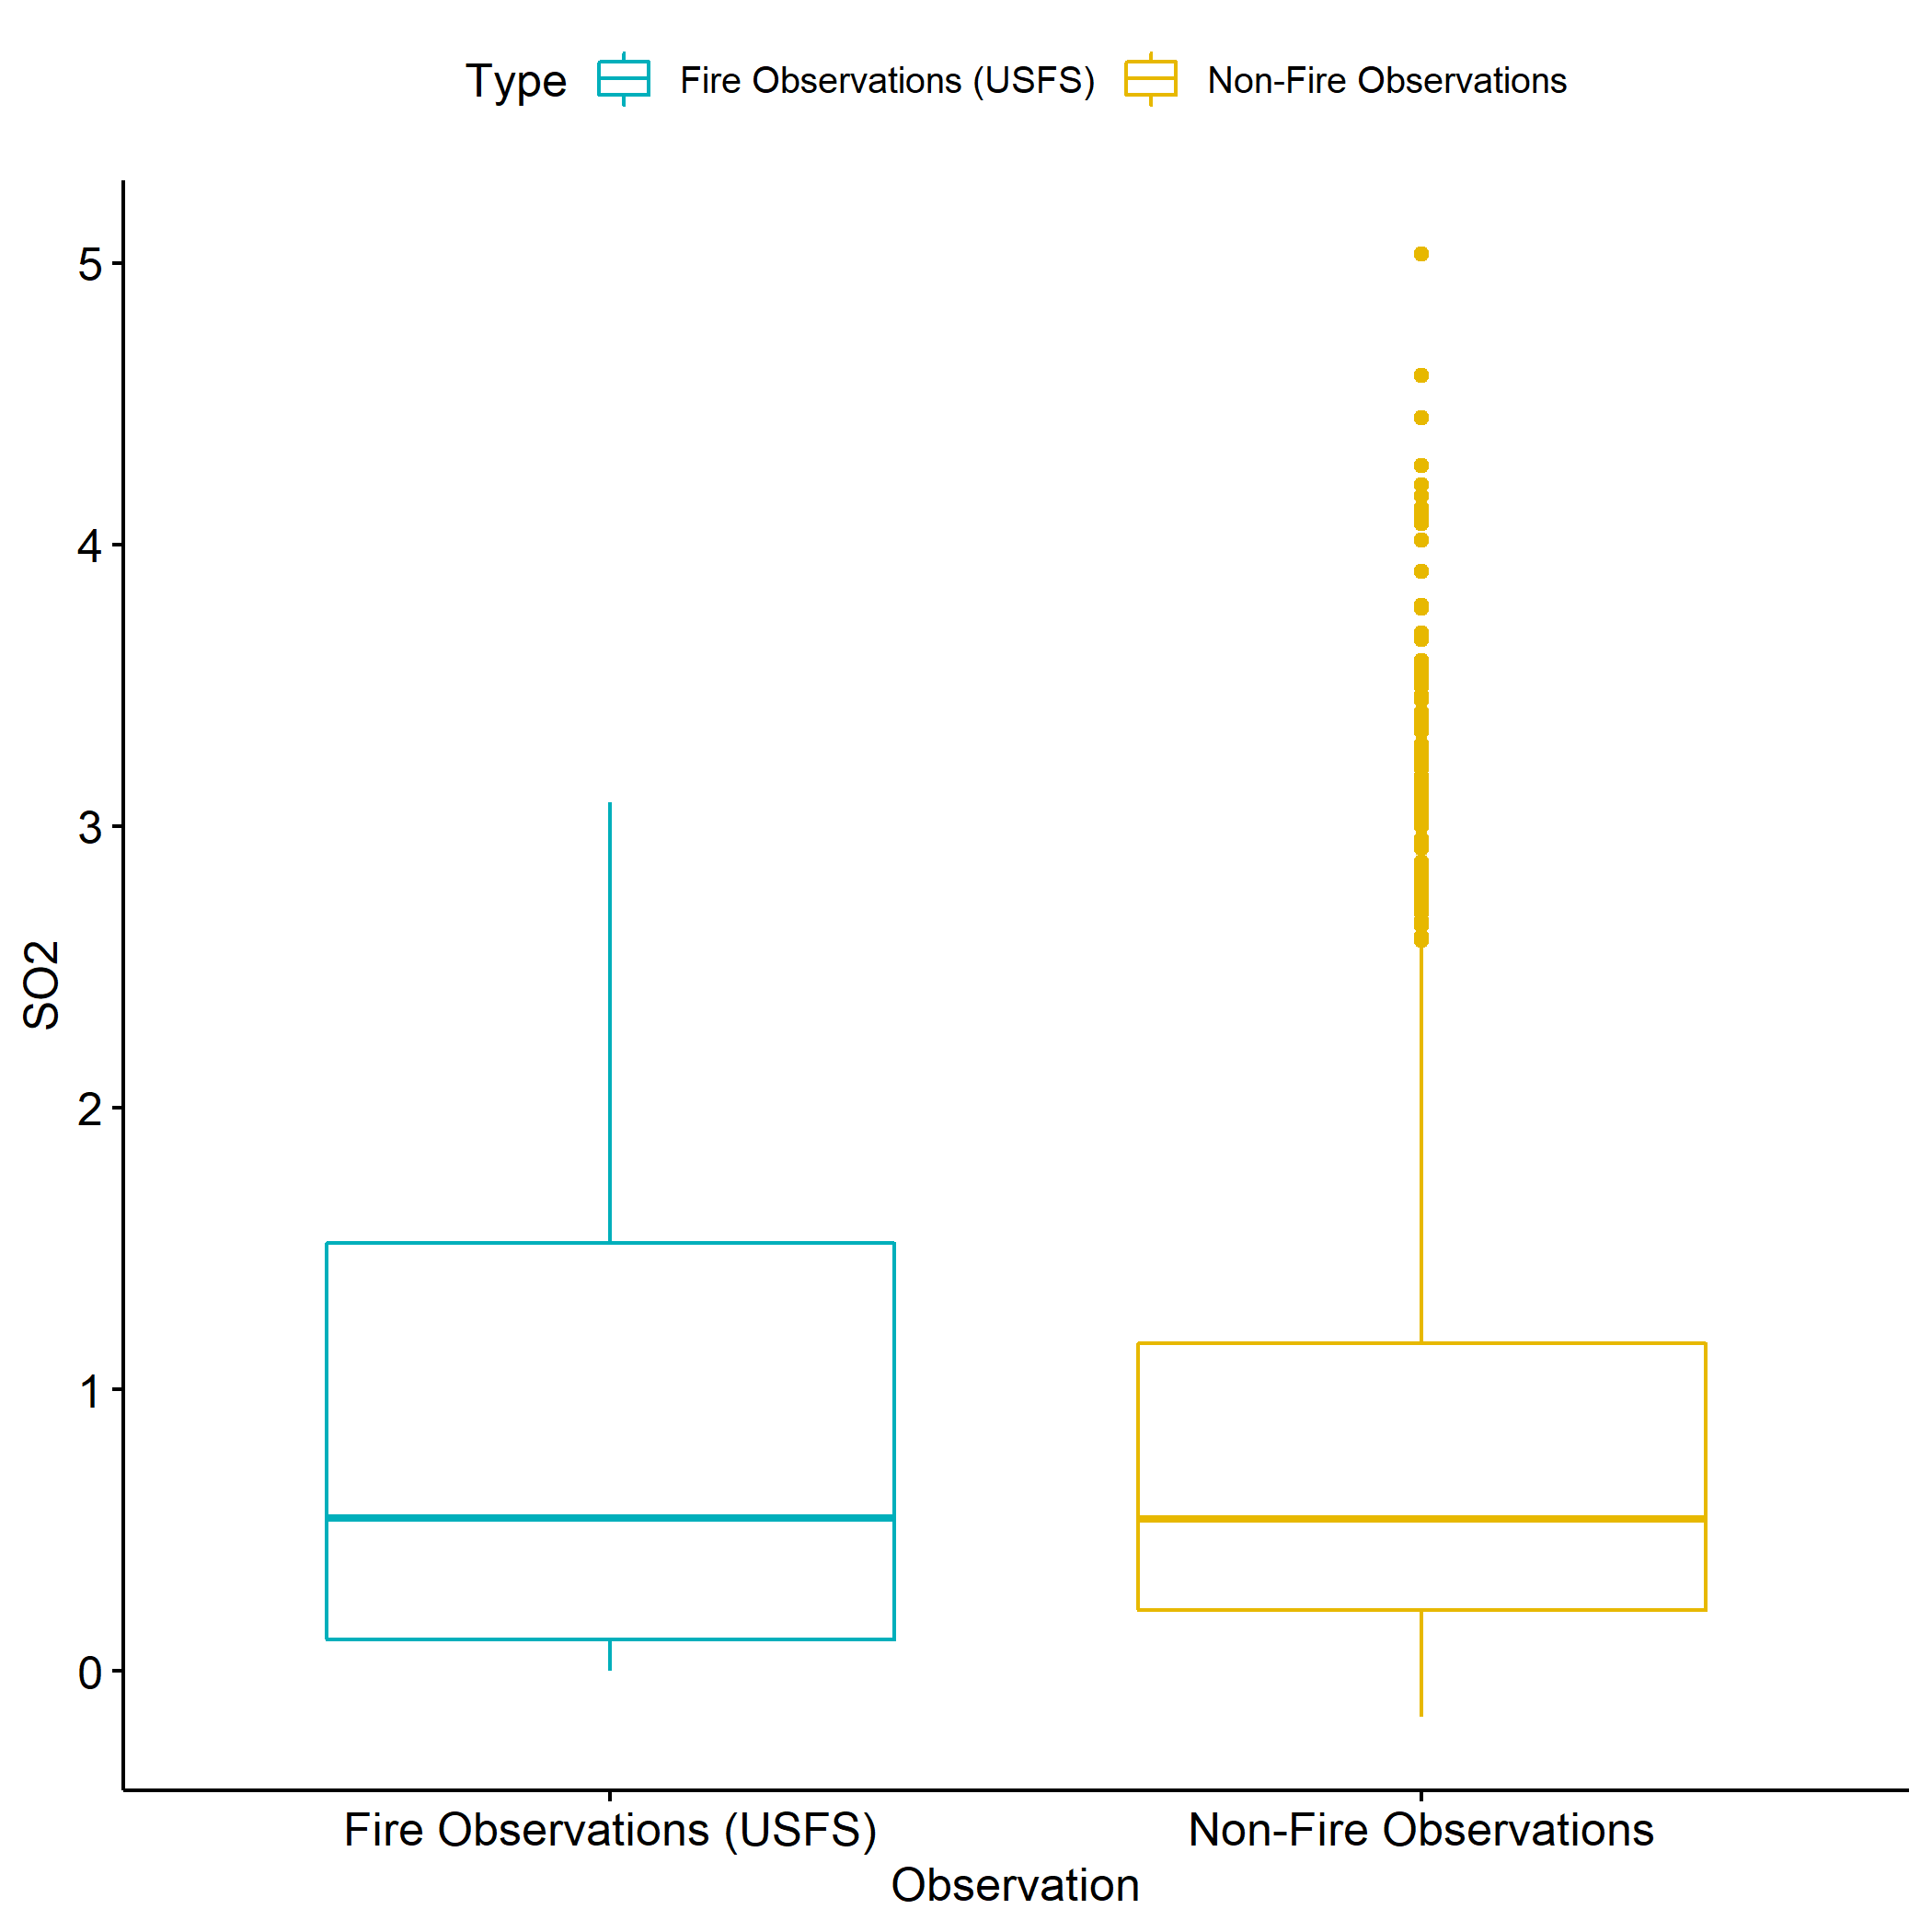 Type Fire Observations (USFS) Non-Fire Observations
5
4
3
2
1
0
SO2
Fire Observations (USFS) Non-Fire Observations
Observation